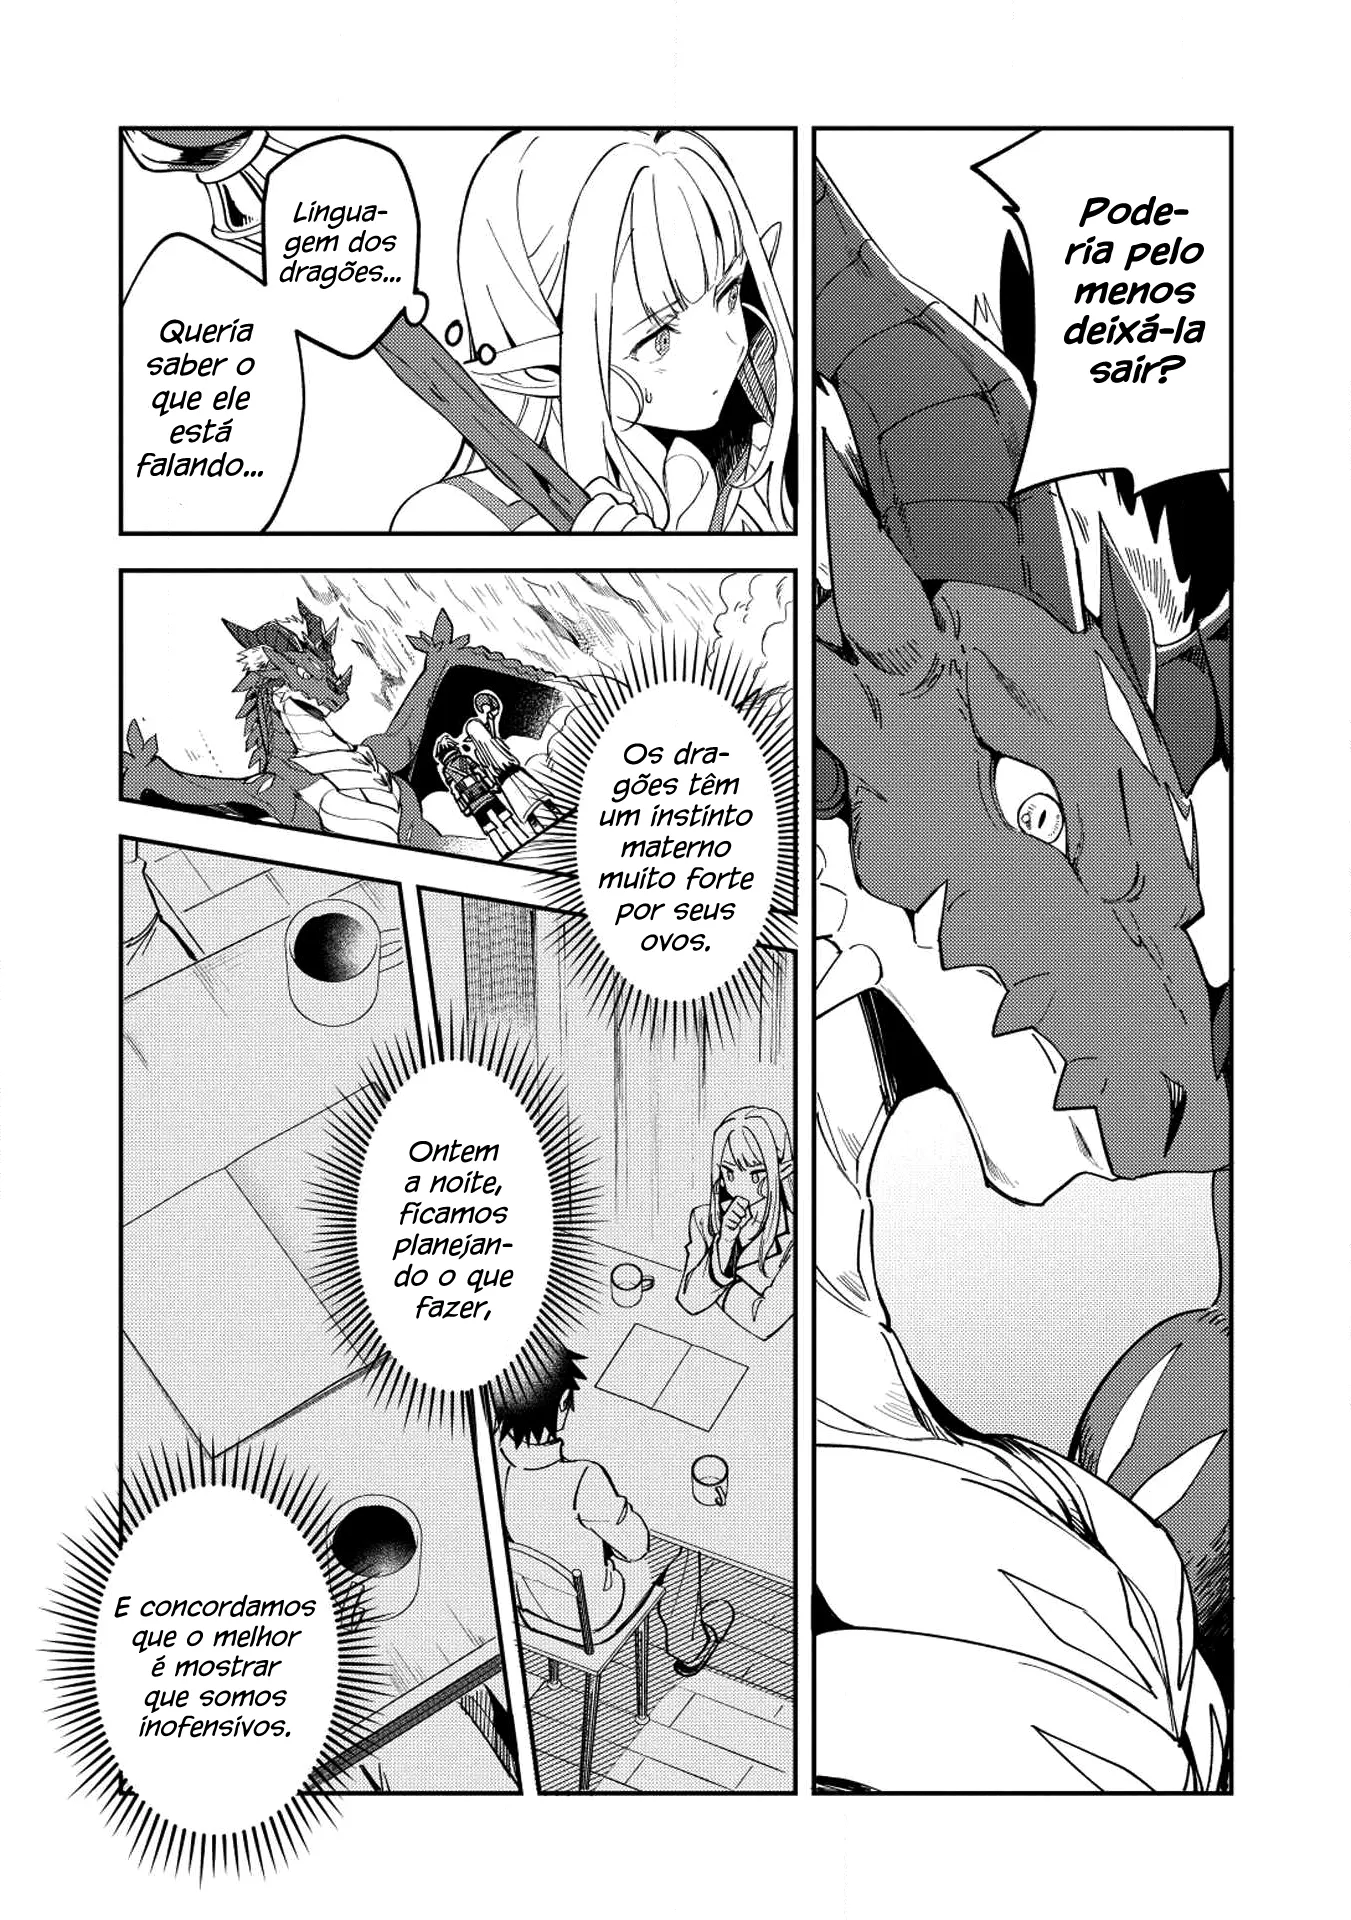 Pode-
ria pelo
menos
deixá-la
sair?
Língua-
gem dos
dragões...
Queria
saber o
que ele
está
falando...
Os dra-
gões têm
um instinto
materno
muito forte
por seus
ovos.
Ontem
a noite,
ficamos
planejan-
do o que
fazer,
E concordamos
que o melhor
é mostrar
que somos
inofensivos.